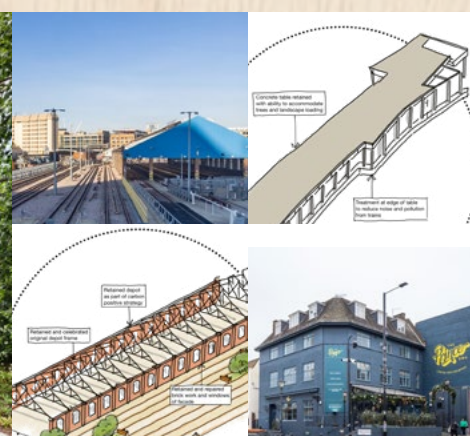 Concrete table retained
with ability to accommodate
trees and landscape loading
Treatment at edge of table
to reduce noise and pollution
from trains
Retained depot
as part of carbon
positive strategy
Retained and celebrated
original depot frame
Retained and repaired
brick work and windows
of facade